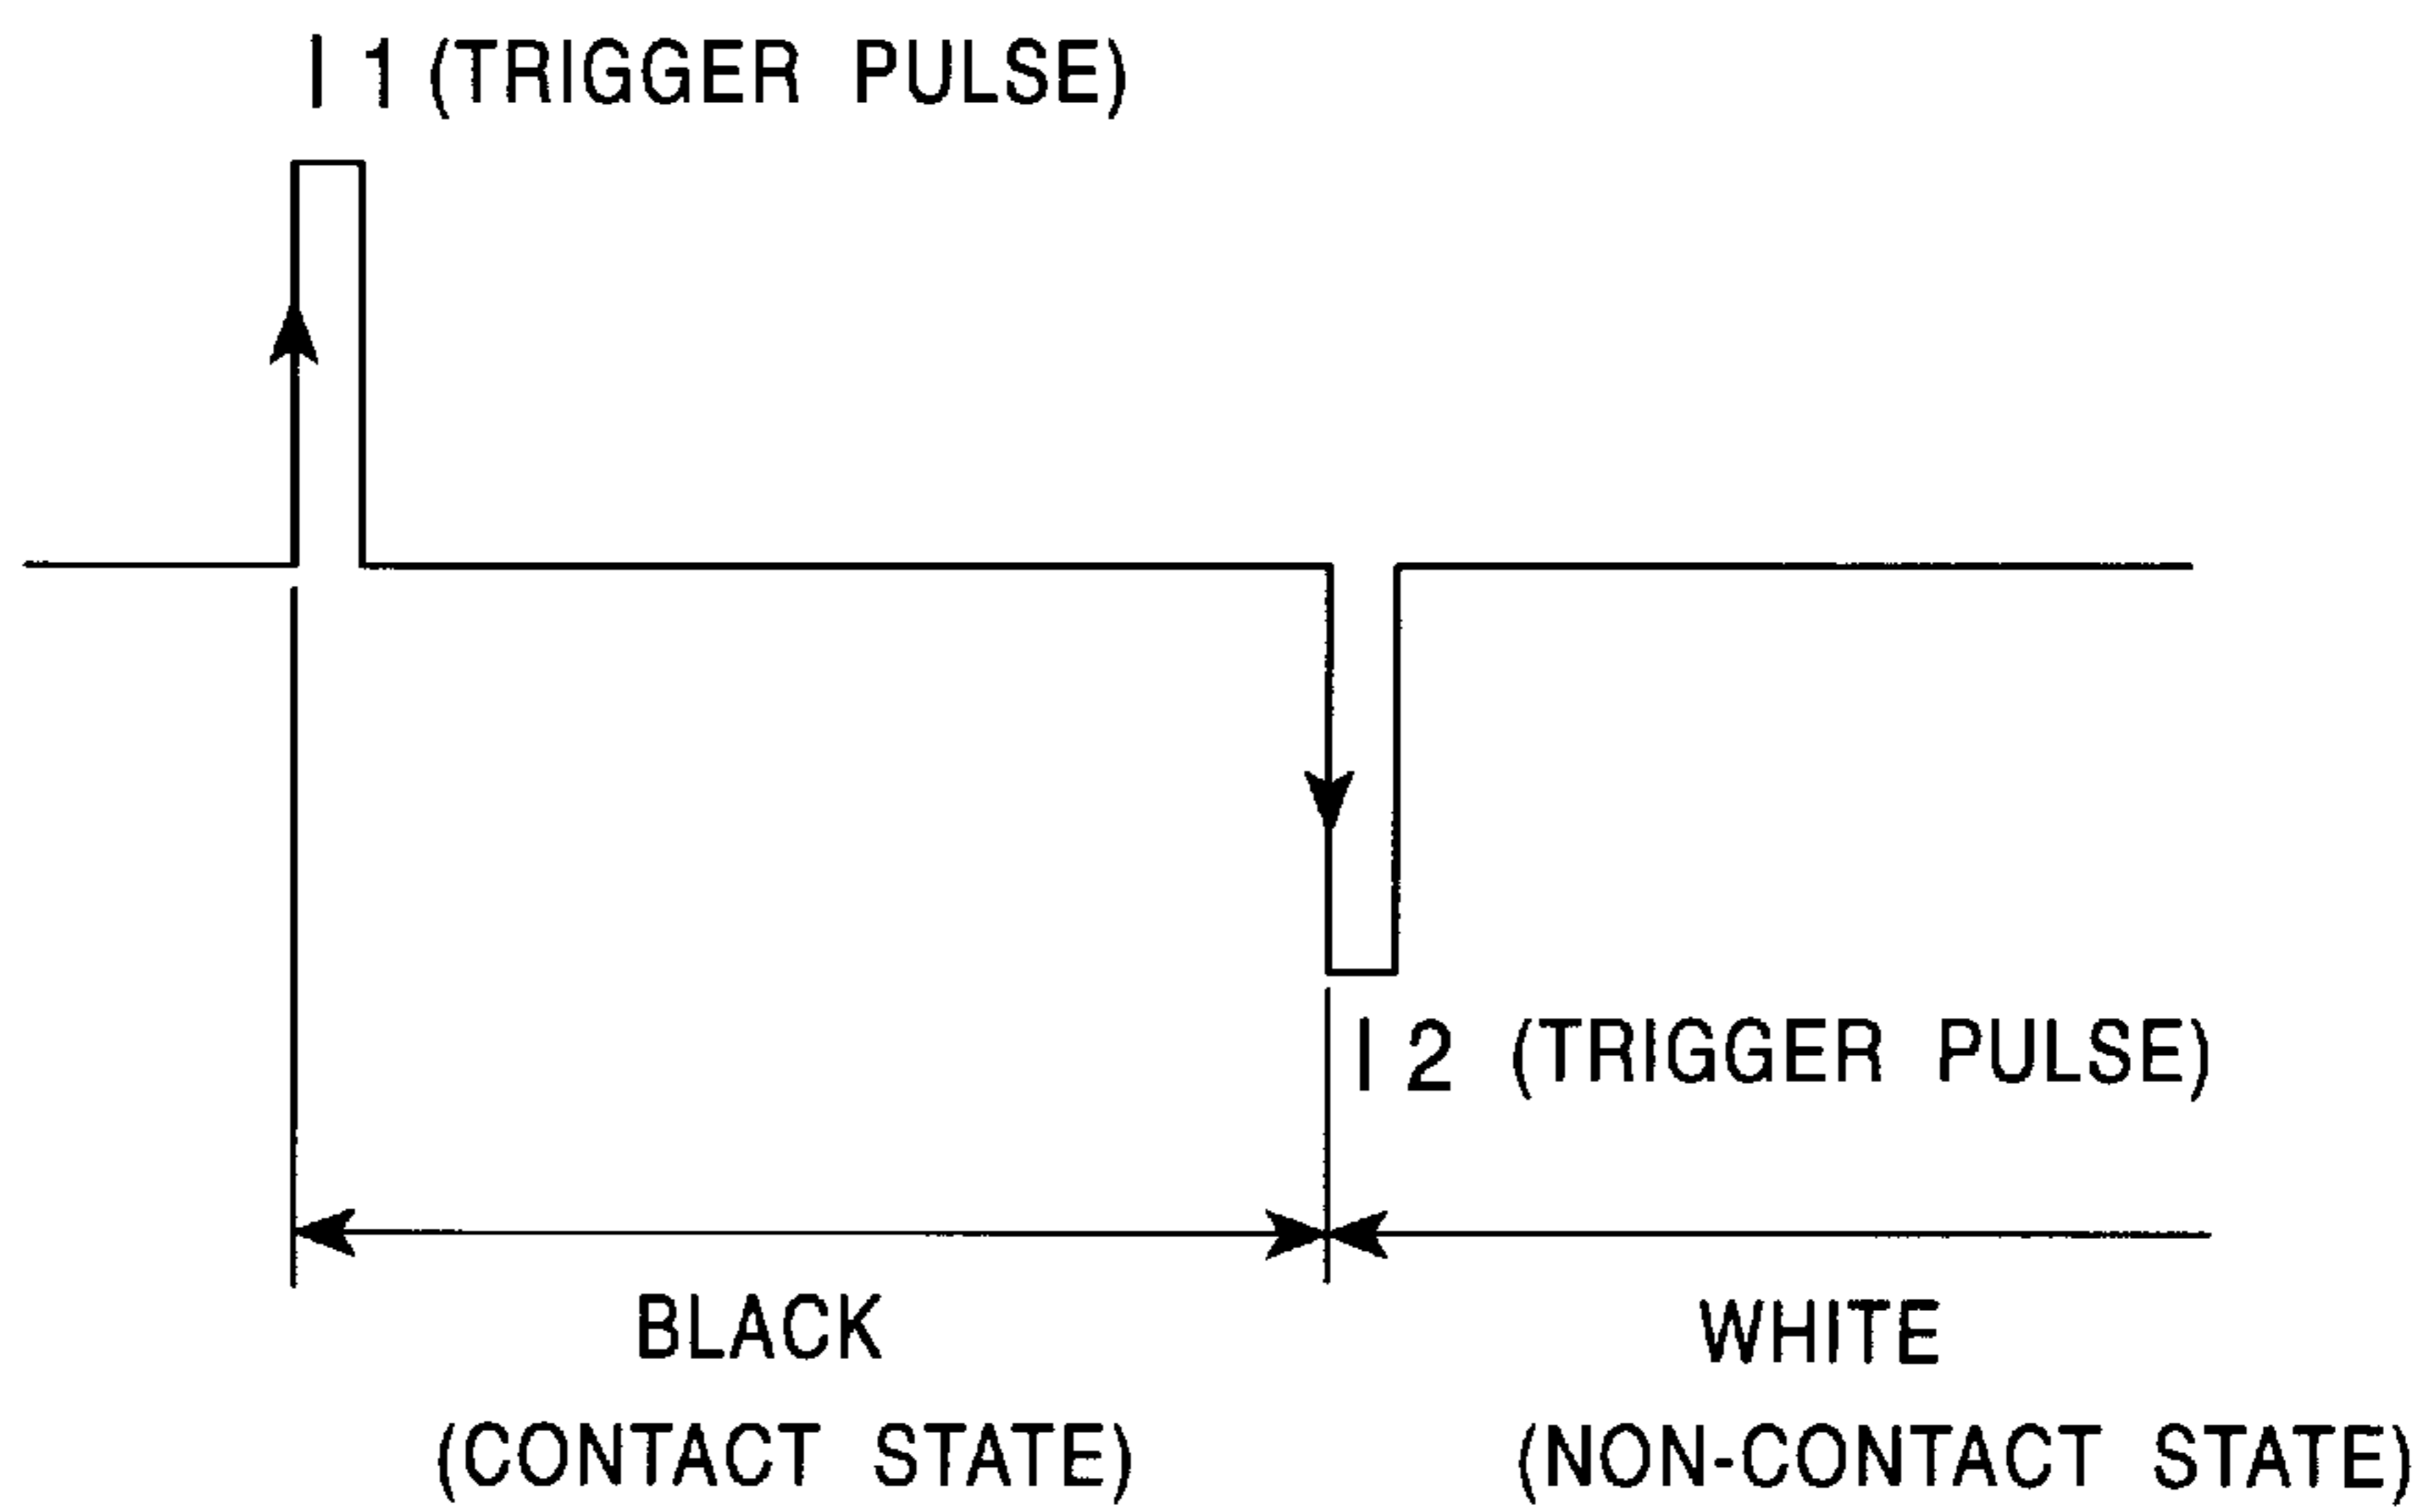 I 1 (TRIGGER PULSE)
I 2 (TRIGGER PULSE)
BLACK
(CONTACT STATE)
WHITE
(NON-CONTACT STATE)